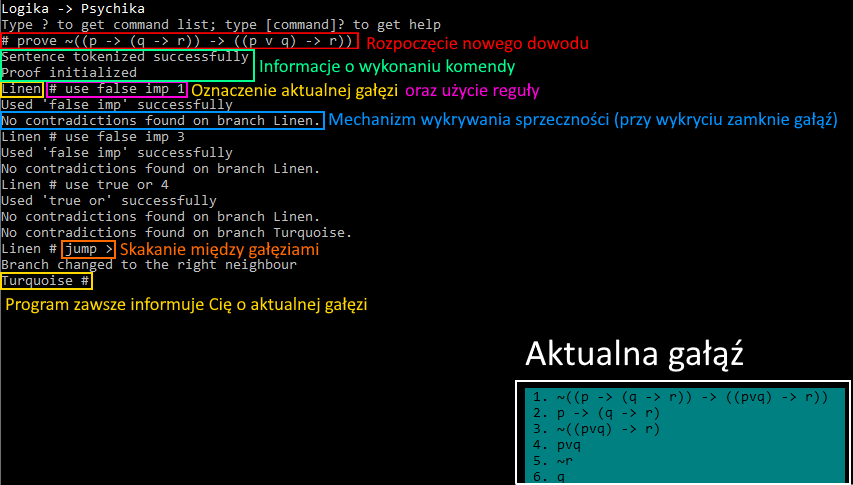 Logika -> Psychika
Type ? to get command list; type [command]? to get help
# prove ~((p -> (q -> r)) -> ((p v q) -> r)) Rozpoczęcie nowego dowodu
Sentence tokenized successfully
Proof initialized
Informacje o wykonaniu komendy
Linen # use false imp 1 Oznaczenie aktualnej gałęzi oraz użycie reguły
Used 'false imp' successfully
No contradictions found on branch Linen. Mechanizm wykrywania sprzeczności (przy wykryciu zamknie gałąź)
Linen # use false imp 3
Used 'false imp' successfully
No contradictions found on branch Linen.
Linen # use true or 4
Used 'true or' successfully
No contradictions found on branch Linen.
No contradictions found on branch Turquoise.
Linen # jump > Skakanie między gałęziami
Branch changed to the right neighbour
Turquoise #
Program zawsze informuje Cię o aktualnej gałęzi
Aktualna gałąź
1. ~((p -> (q -> r)) -> ((pvq) -> r))
2. p -> (q -> r)
3. ~((pvq) -> r)
4. pvq
5. ~r
6. q